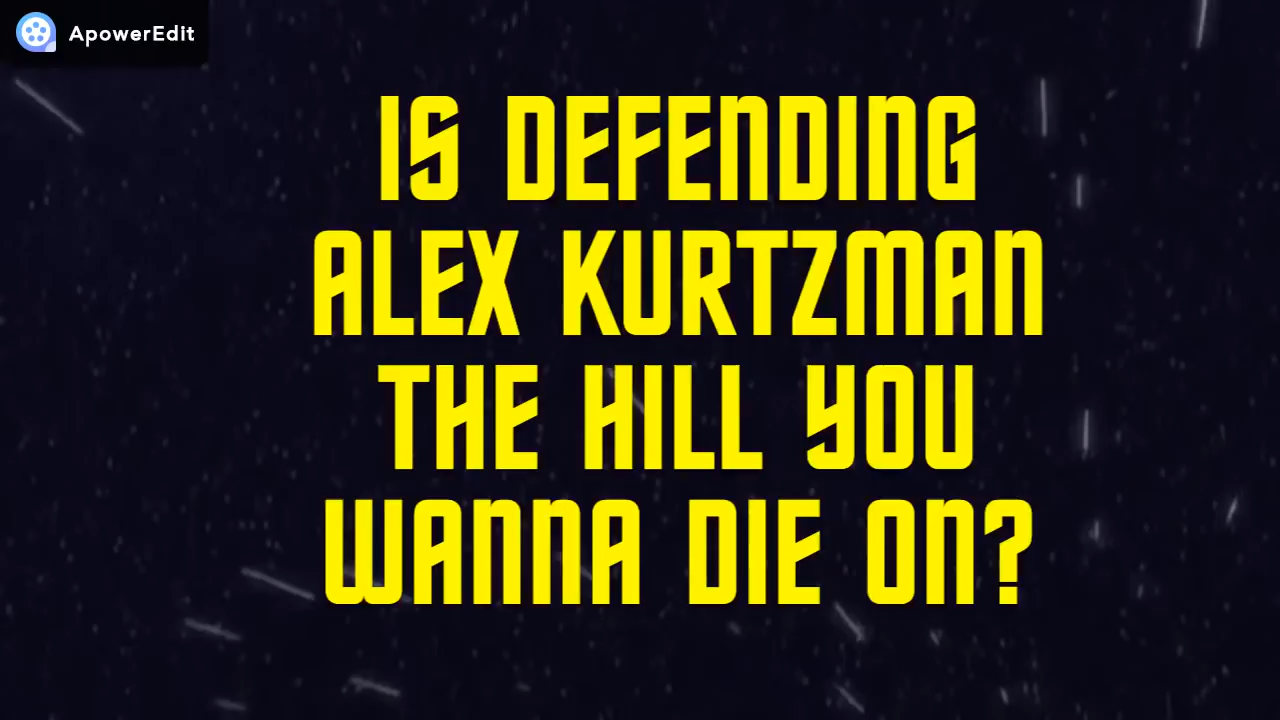 ApowerEdit
IS DEFENDING
ALEX KURTZMAN
THE HILL YOU
WANNA DIE ON?